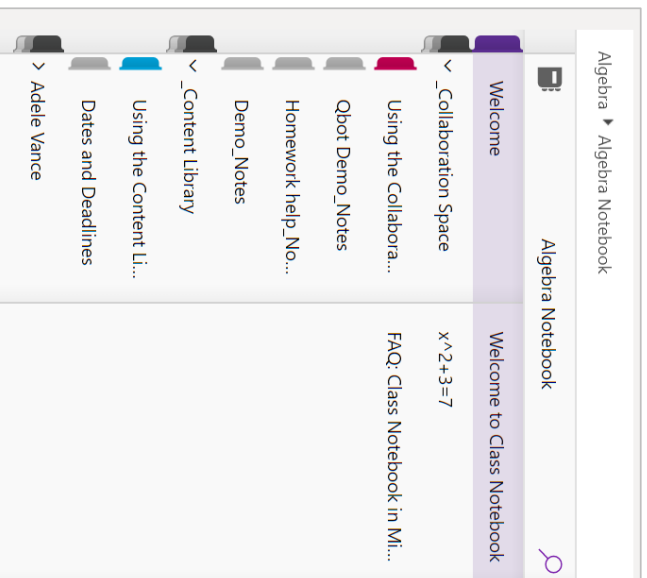 Algebra ▸ Algebra Notebook
Algebra Notebook
Welcome
_Collaboration Space
Using the Collabora...
Qbot Demo_Notes
Homework help_No...
Demo_Notes
_Content Library
Using the Content Li...
Dates and Deadlines
Adele Vance
Welcome to Class Notebook
x^2+3=7
FAQ: Class Notebook in Mi...